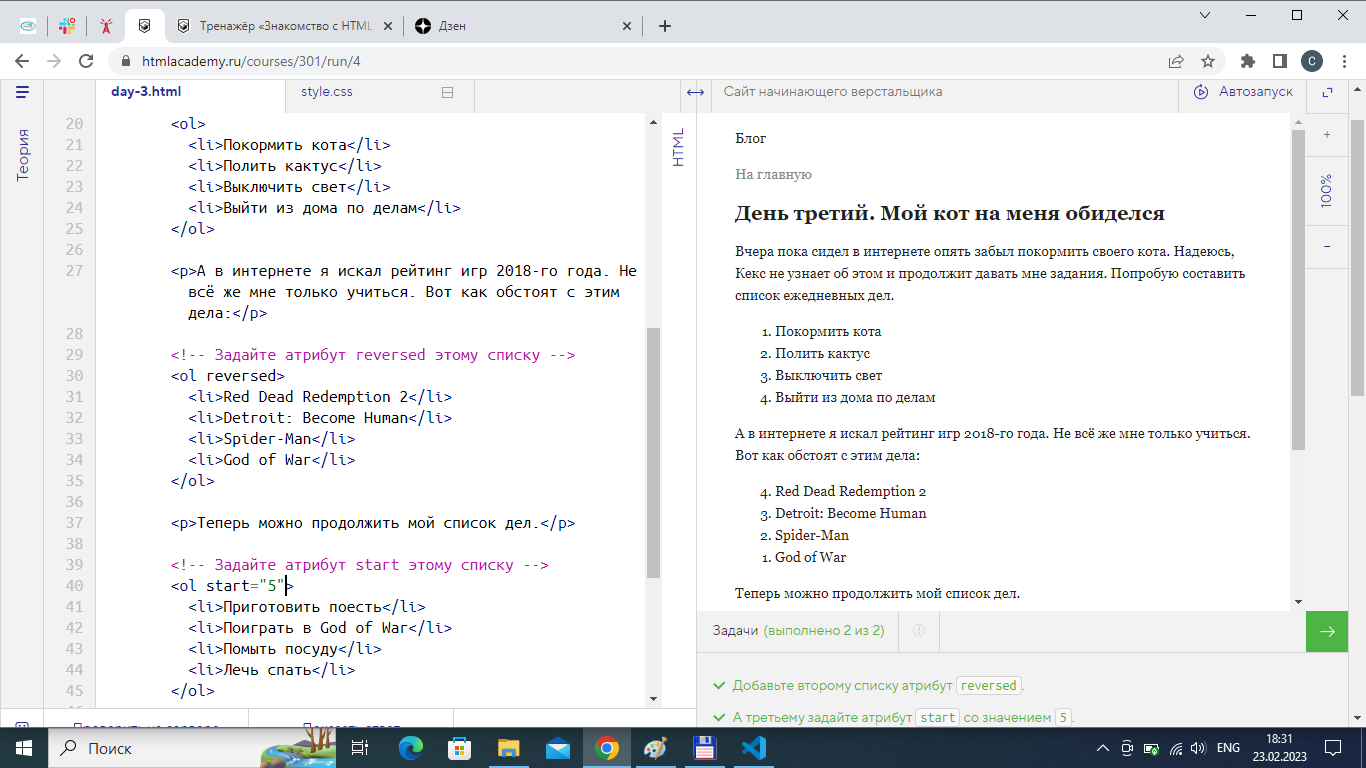 Тренажёр «Знакомство с HTML
Дзен
htmlacademy.ru/courses/301/run/4
C
Теория
day-3.html
style.css
20 <ol>
21 <li>Покормить кота</li>
22 <li>Полить кактус</li>
23 <li>Выключить свет</li>
24 <li>Выйти из дома по делам</li>
25 </ol>
26
27 <p>А в интернете я искал рейтинг игр 2018-го года. Не
всё же мне только учиться. Вот как обстоят с этим
дела:</p>
28
29 <!-- Задайте атрибут reversed этому списку -->
30 <ol reversed>
31 <li>Red Dead Redemption 2</li>
32 <li>Detroit: Become Human</li>
33 <li>Spider-Man</li>
34 <li>God of War</li>
35 </ol>
36
37 <p>Теперь можно продолжить мой список дел.</p>
38
39 <!-- Задайте атрибут start этому списку -->
40 <ol start="5">
41 <li>Приготовить поесть</li>
42 <li>Поиграть в God of War</li>
43 <li>Помыть посуду</li>
44 <li>Лечь спать</li>
45 </ol>
HTML
Сайт начинающего верстальщика
Автозапуск
+
100%
-
Блог
На главную
День третий. Мой кот на меня обиделся
Вчера пока сидел в интернете опять забыл покормить своего кота. Надеюсь,
Кекс не узнает об этом и продолжит давать мне задания. Попробую составить
список ежедневных дел.
1. Покормить кота
2. Полить кактус
3. Выключить свет
4. Выйти из дома по делам
А в интернете я искал рейтинг игр 2018-го года. Не всё же мне только учиться.
Вот как обстоят с этим дела:
4. Red Dead Redemption 2
3. Detroit: Become Human
2. Spider-Man
1. God of War
Теперь можно продолжить мой список дел.
Задачи (выполнено 2 из 2)
Добавьте второму списку атрибут reversed.
А третьему задайте атрибут start со значением 5.
Поиск
ENG
18:31
23.02.2023